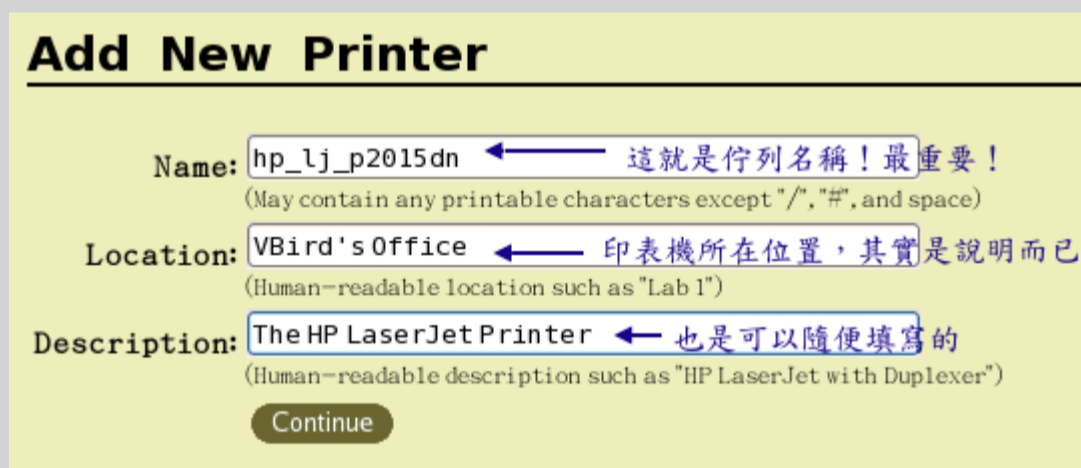 Add New Printer
Name: hp_lj_p2015dn 這就是佇列名稱！最重要！
(May contain any printable characters except "/", "#", and space)
Location: VBird's Office 印表機所在位置，其實是說明而已
(Human-readable location such as "Lab 1")
Description: The HP LaserJet Printer 也是可以隨便填寫的
(Human-readable description such as "HP LaserJet with Duplexer")
Continue